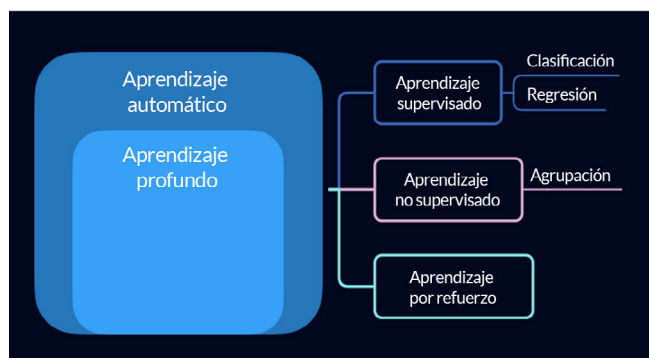 Aprendizaje
automático
Aprendizaje
profundo
Aprendizaje
supervisado
Clasificación
Regresión
Aprendizaje
no supervisado
Agrupación
Aprendizaje
por refuerzo